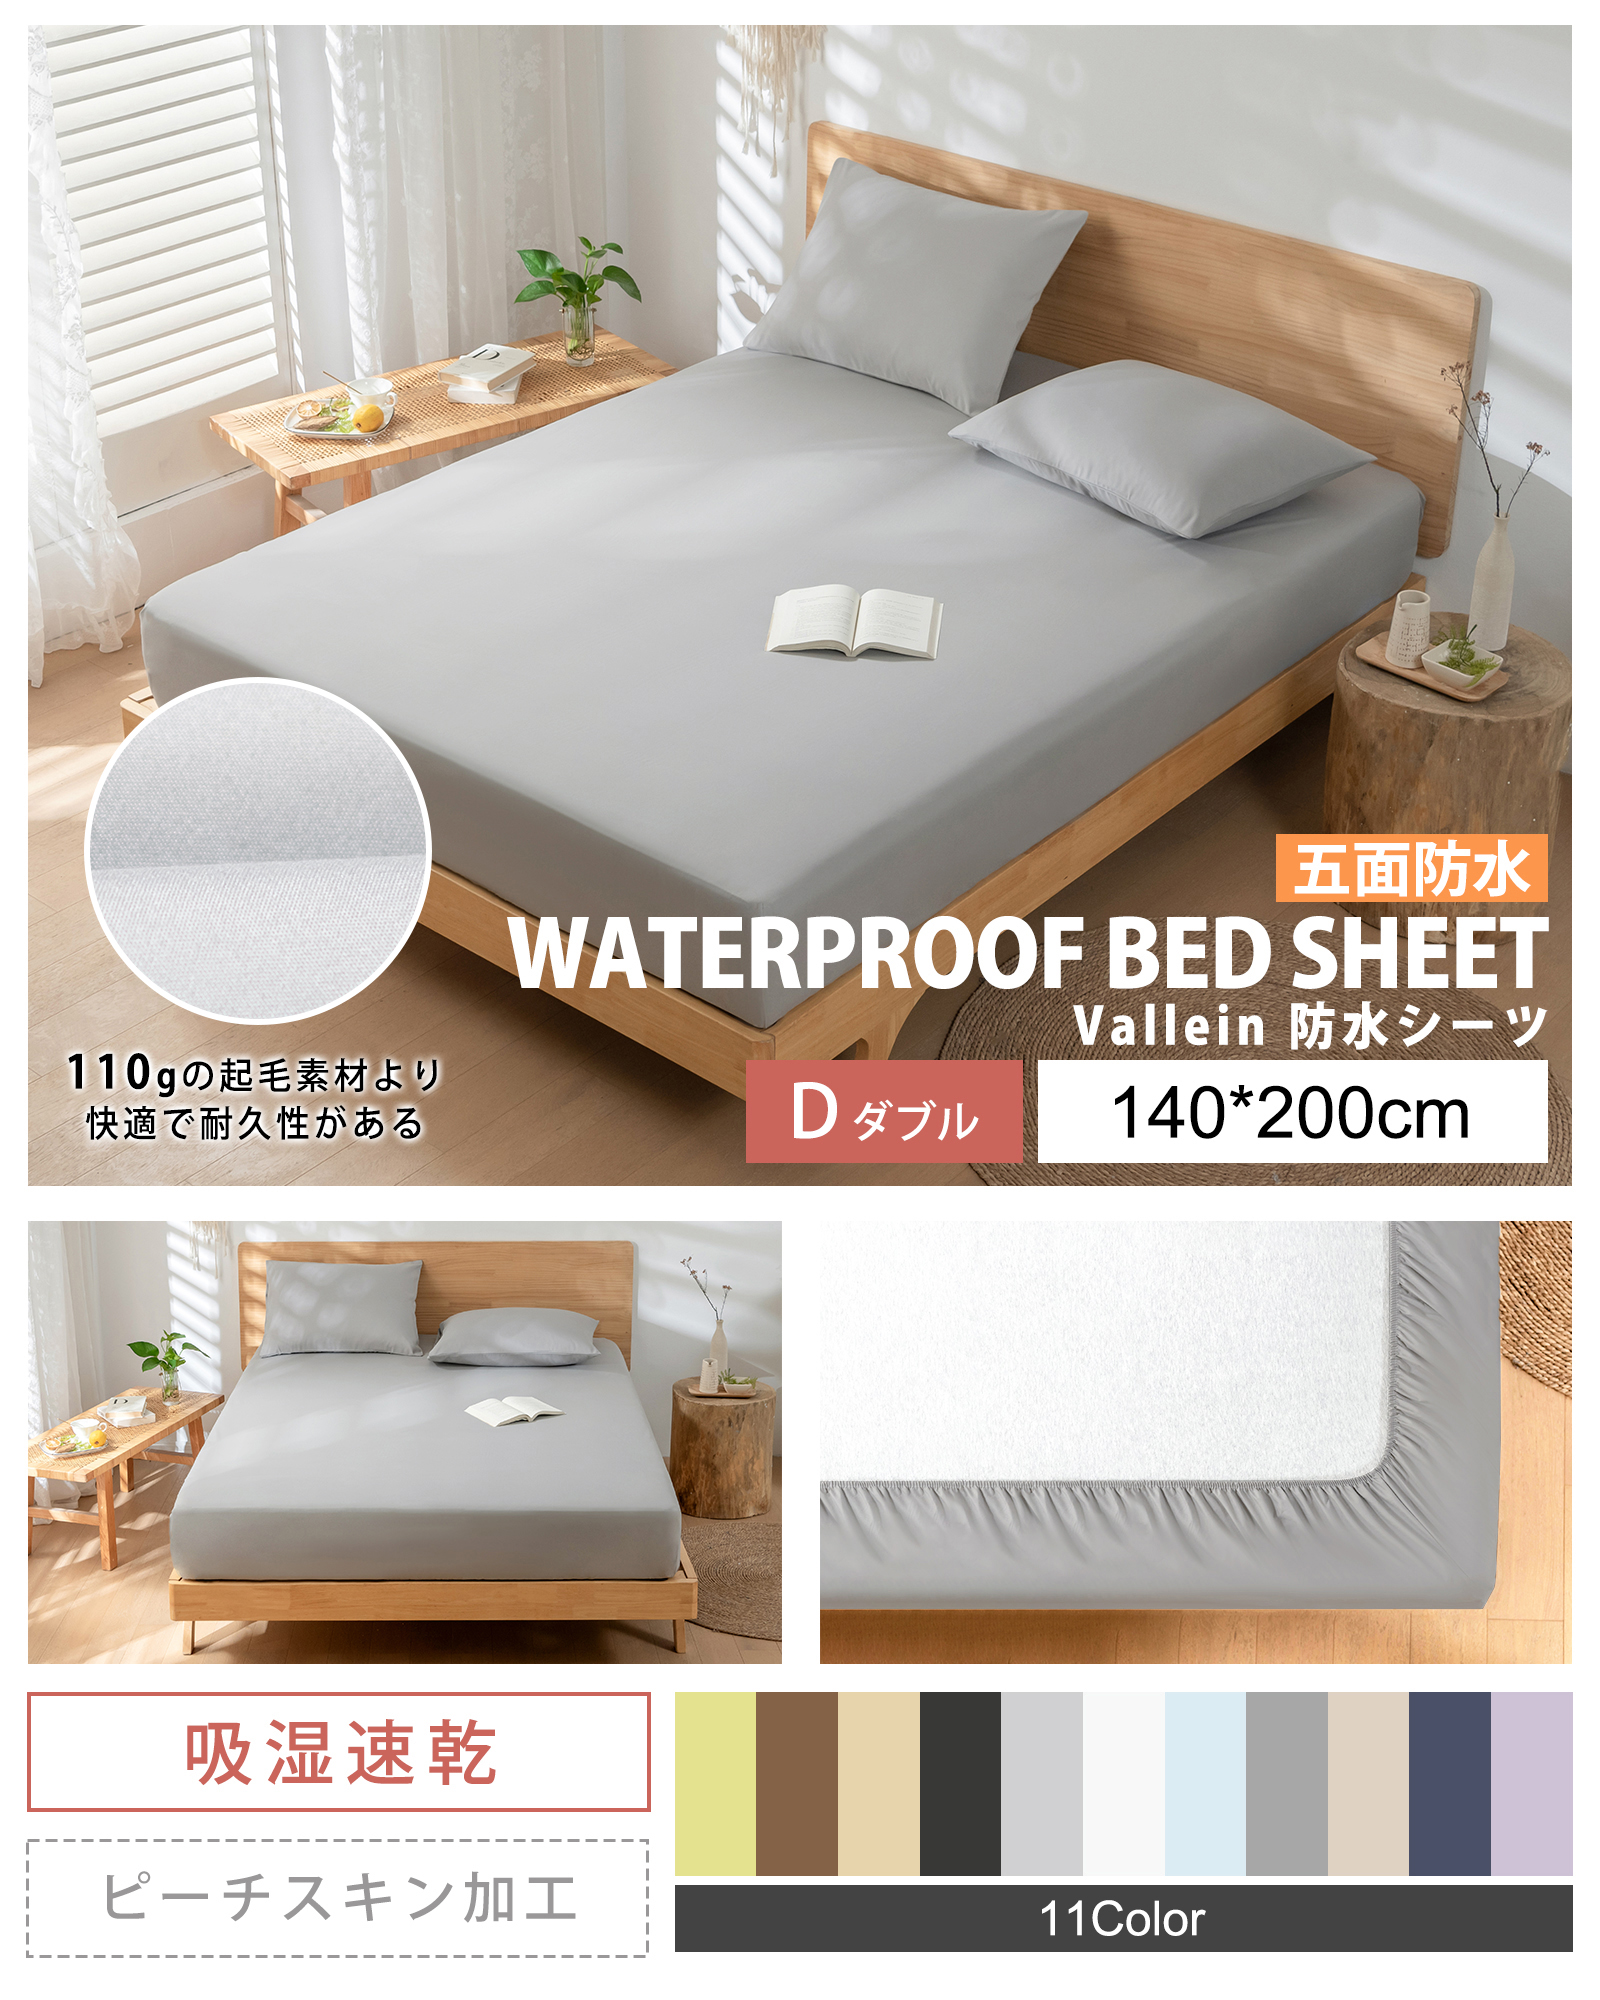 五面防水
WATERPROOF BED SHEET
Vallein 防水シーツ
110gの起毛素材より
快適で耐久性がある
D ダブル
140*200cm
吸湿速乾
ピーチスキン加工
11Color